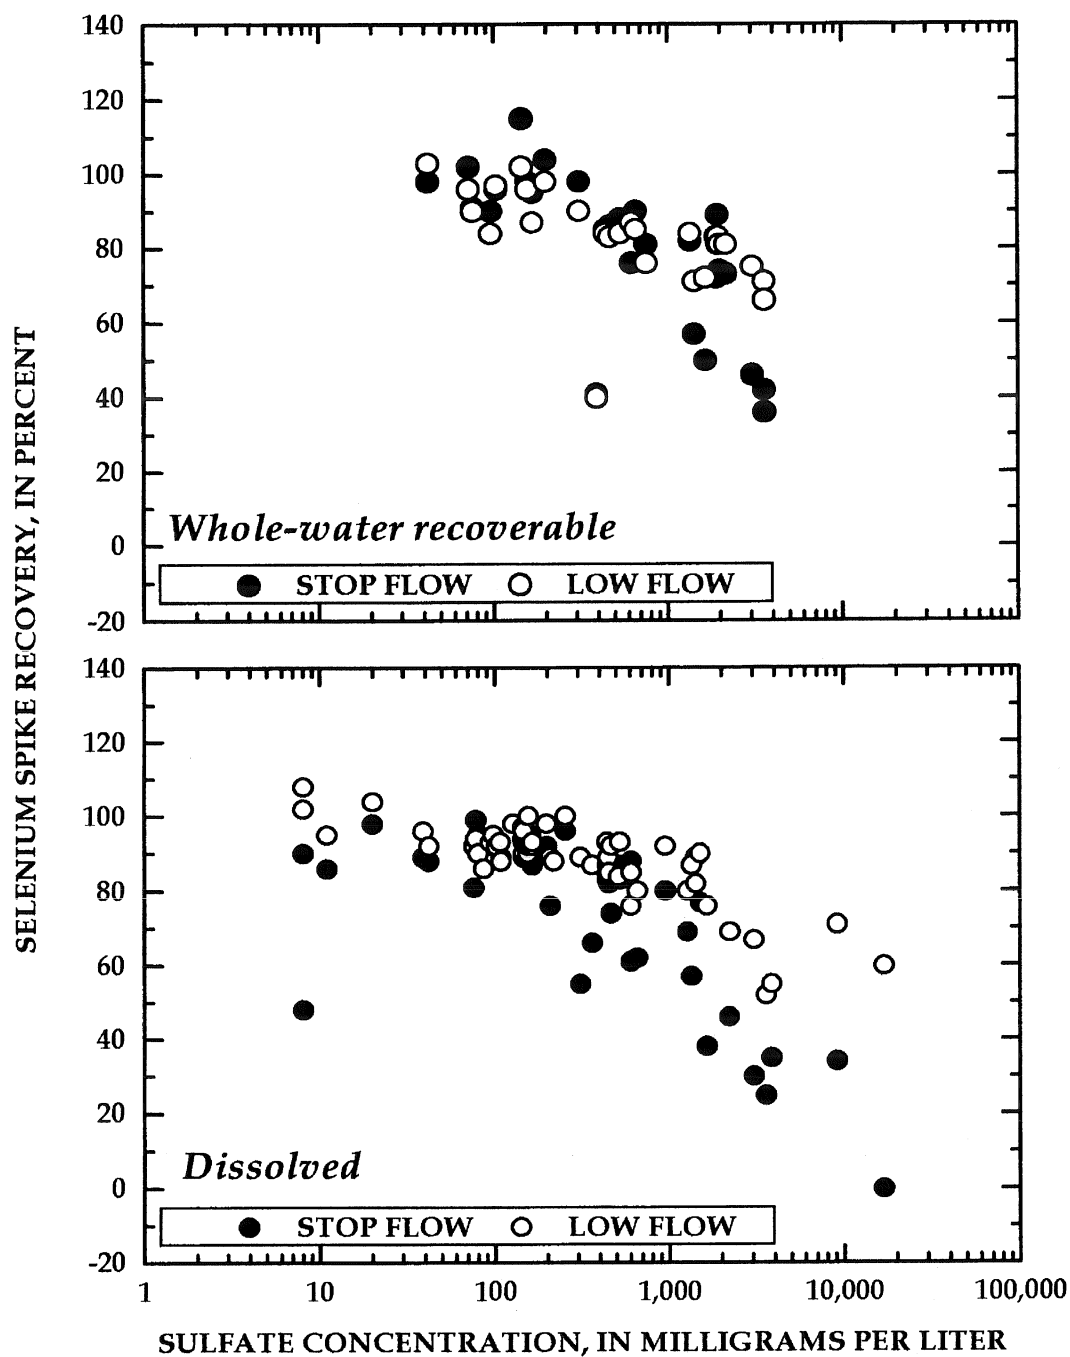 140
120
100
80
60
40
20
0
-20
Whole-water recoverable
STOP FLOW LOW FLOW
SELENIUM SPIKE RECOVERY, IN PERCENT
140
120
100
80
60
40
20
0
-20
Dissolved
STOP FLOW LOW FLOW
1 10 100 1,000 10,000 100,000
SULFATE CONCENTRATION, IN MILLIGRAMS PER LITER